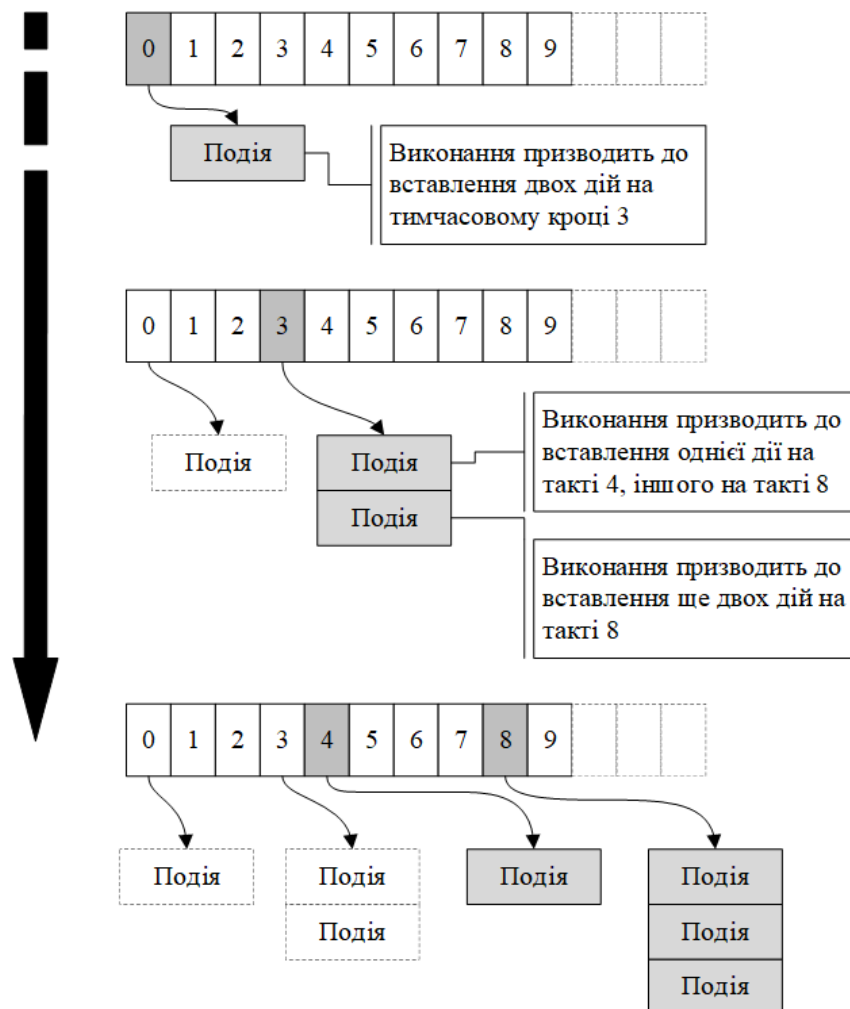 0 1 2 3 4 5 6 7 8 9
Подія
Виконання призводить до
вставлення двох дій на
тимчасовому кроці 3
0 1 2 3 4 5 6 7 8 9
Подія
Подія
Подія
Виконання призводить до
вставлення однієї дії на
такті 4, іншого на такті 8
Виконання призводить до
вставлення ще двох дій на
такті 8
0 1 2 3 4 5 6 7 8 9
Подія Подія Подія Подія
Подія Подія
Подія